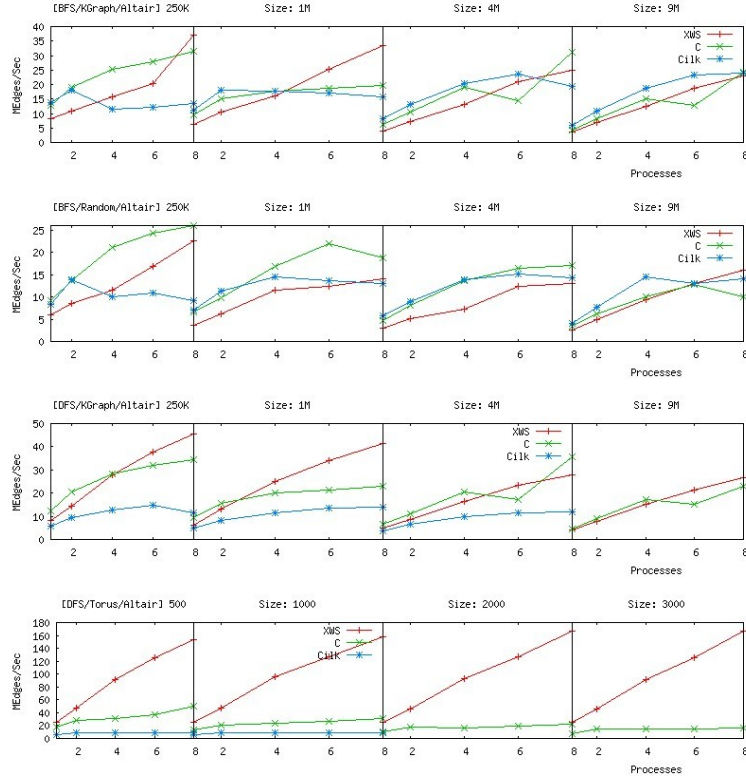 [BFS/KGraph/Altair] 250K Size: 1M Size: 4M Size: 9M
MEdges/Sec
40
35
30
25
20
15
10
5
0
XWS
C
Cilk
2 4 6 8 2 4 6 8 2 4 6 8 2 4 6 8
Processes
[BFS/Random/Altair] 250K Size: 1M Size: 4M Size: 9M
MEdges/Sec
25
20
15
10
5
0
XWS
C
Cilk
2 4 6 8 2 4 6 8 2 4 6 8 2 4 6 8
Processes
[DFS/KGraph/Altair] 250K Size: 1M Size: 4M Size: 9M
MEdges/Sec
50
40
30
20
10
0
XWS
C
Cilk
2 4 6 8 2 4 6 8 2 4 6 8 2 4 6 8
Processes
[DFS/Torus/Altair] 500 Size: 1000 Size: 2000 Size: 3000
MEdges/Sec
180
160
140
120
100
80
60
40
20
0
XWS
C
Cilk
2 4 6 8 2 4 6 8 2 4 6 8 2 4 6 8
Processes